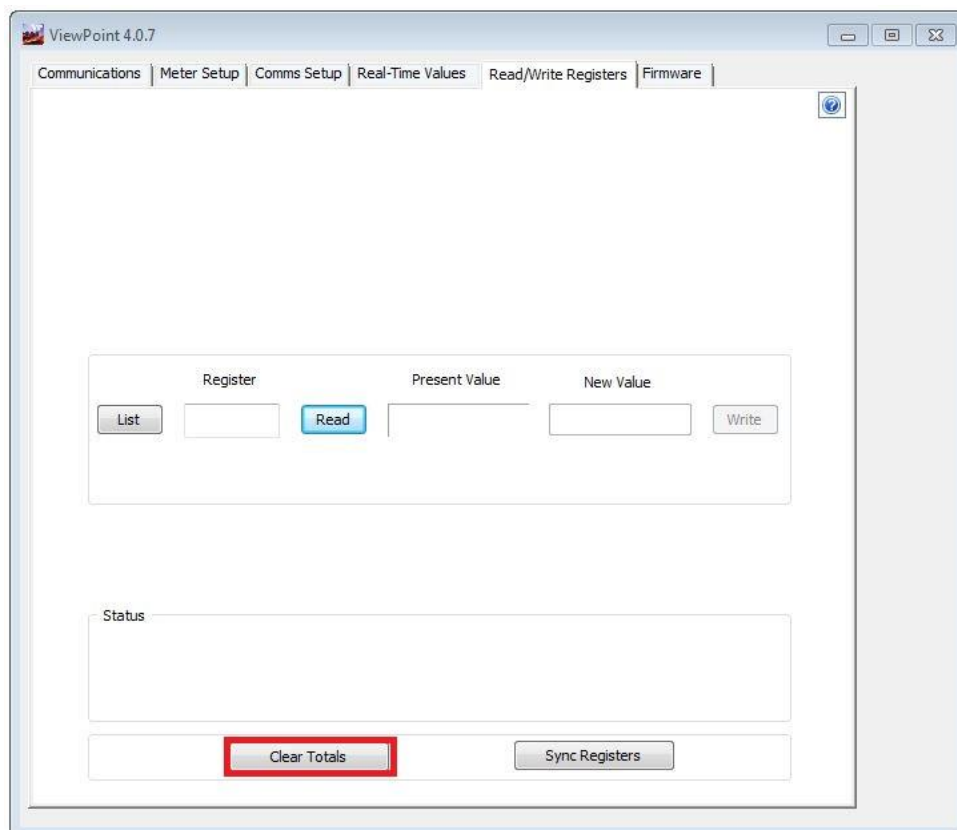 ViewPoint 4.0.7
Communications Meter Setup Comms Setup Real-Time Values Read/Write Registers Firmware
?
Register Present Value New Value
List Read Write
Status
Clear Totals Sync Registers